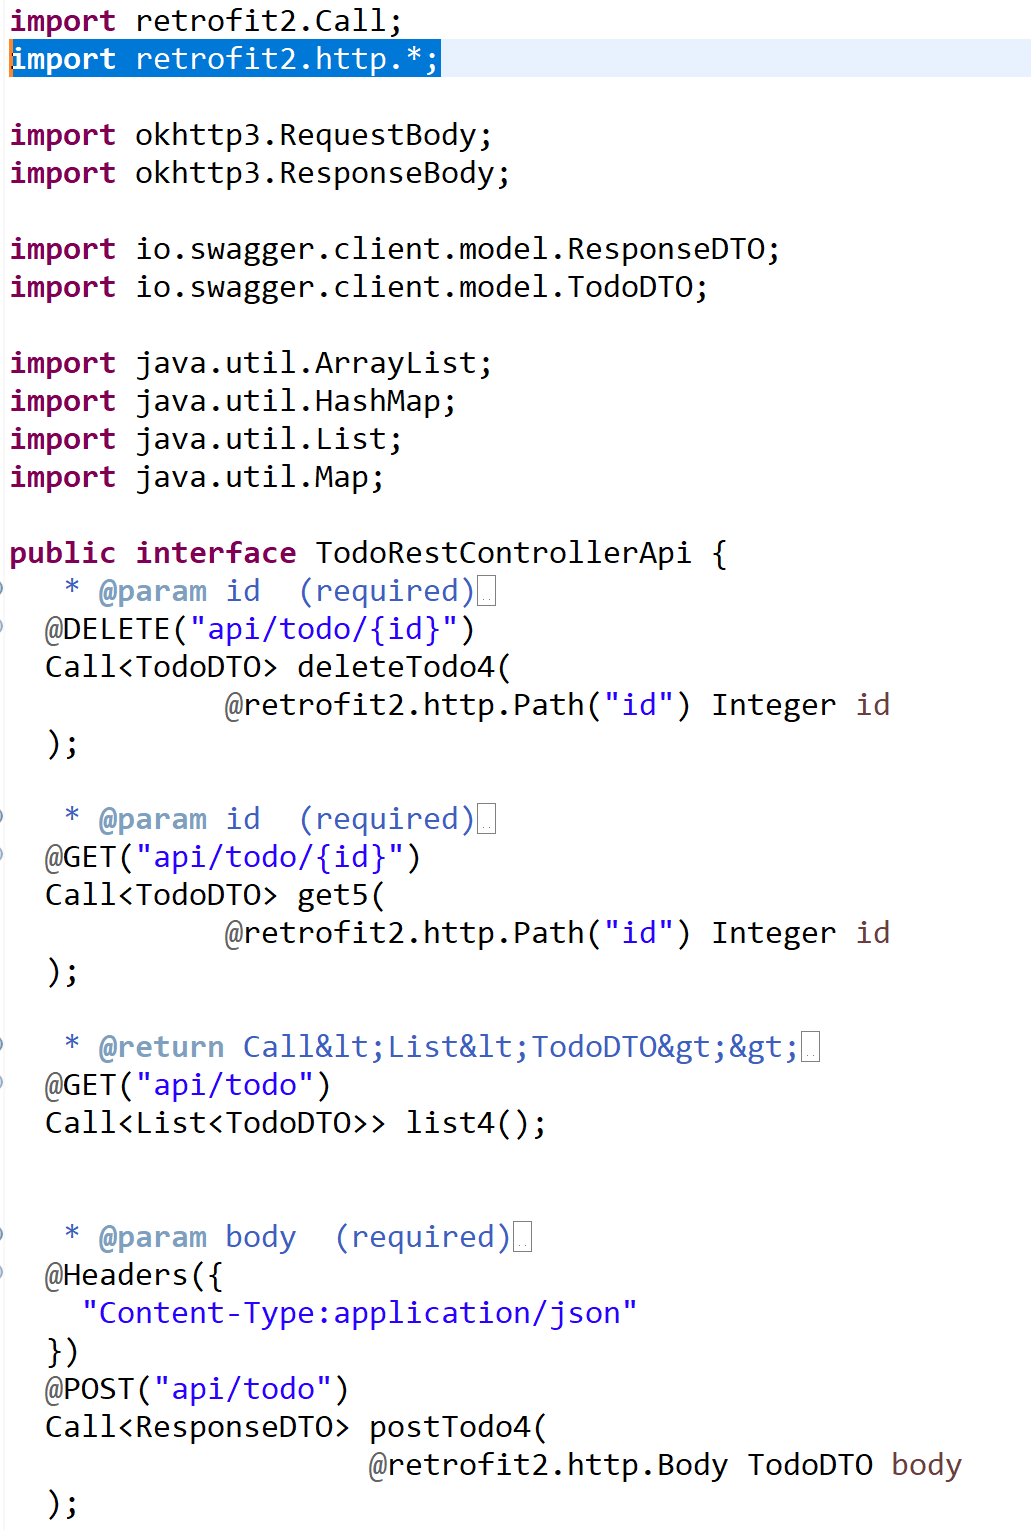 import retrofit2.Call;
import retrofit2.http.*;
import okhttp3.RequestBody;
import okhttp3.ResponseBody;
import io.swagger.client.model.ResponseDTO;
import io.swagger.client.model.TodoDTO;
import java.util.ArrayList;
import java.util.HashMap;
import java.util.List;
import java.util.Map;
public interface TodoRestControllerApi {
* @param id  (required)
@DELETE("api/todo/{id}")
Call<TodoDTO> deleteTodo4(
@retrofit2.http.Path("id") Integer id
);
* @param id  (required)
@GET("api/todo/{id}")
Call<TodoDTO> get5(
@retrofit2.http.Path("id") Integer id
);
* @return Call&lt;List&lt;TodoDTO&gt;&gt;
@GET("api/todo")
Call<List<TodoDTO>> list4();
* @param body  (required)
@Headers({
"Content-Type:application/json"
})
@POST("api/todo")
Call<ResponseDTO> postTodo4(
@retrofit2.http.Body TodoDTO body
);